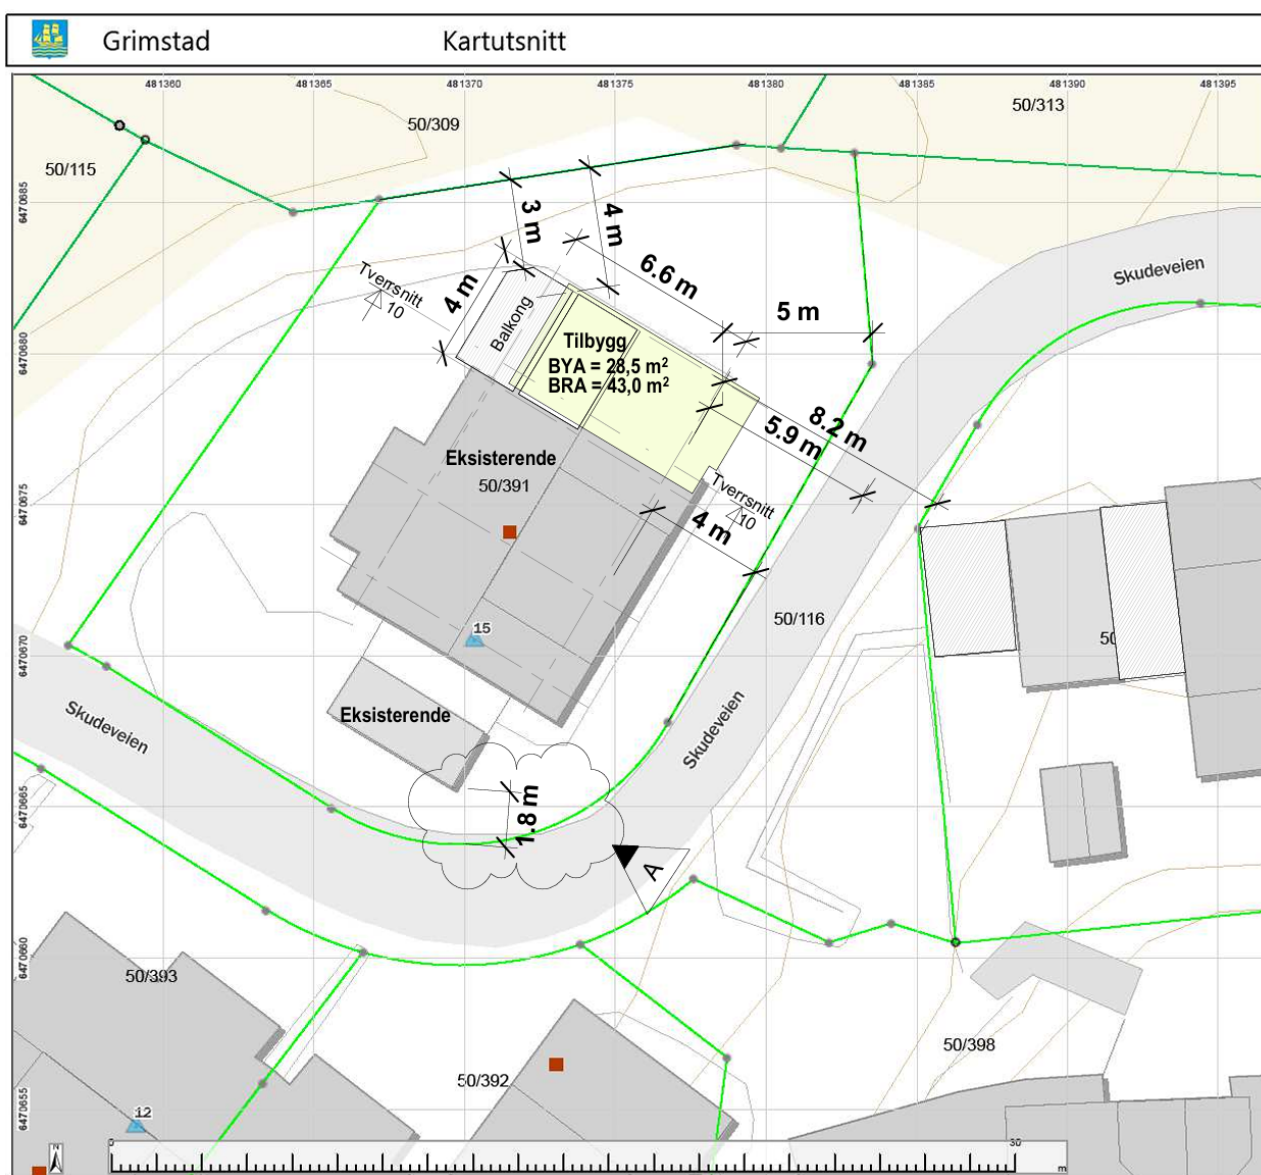 Grimstad
Kartutsnitt
481360
481365
481370
481375
481380
481385
481390
481395
50/309
50/313
50/115
6470685
3 m
4 m
Skudeveien
6.6 m
Tverrsnitt
10
4 m
5 m
Balkong
6470680
Tilbygg
BYA = 28,5 m²
BRA = 43,0 m²
8.2 m
5.9 m
Eksisterende
50/391
6470675
Tverrsnitt
10
4 m
50/116
15
6470670
Eksisterende
Skudeveien
Skudeveien
1.8 m
6470665
A
6470660
50/393
50/398
50/392
6470655
12
N
0
30
m